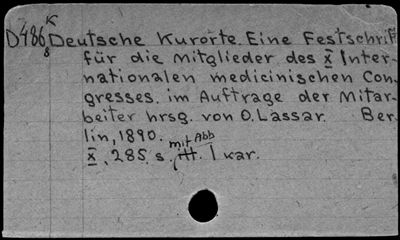 K
D486 Deutsche Kurorte. Eine Festschrift
8
für die Mitglieder des X Inter-
nationalen medicinischen Con-
gresses. im Auftrage der Mitar-
beiter hrsg. von O. Lassar. Ber-
lin, 1890.
mit Abb
X, 285. s. 1 kar.